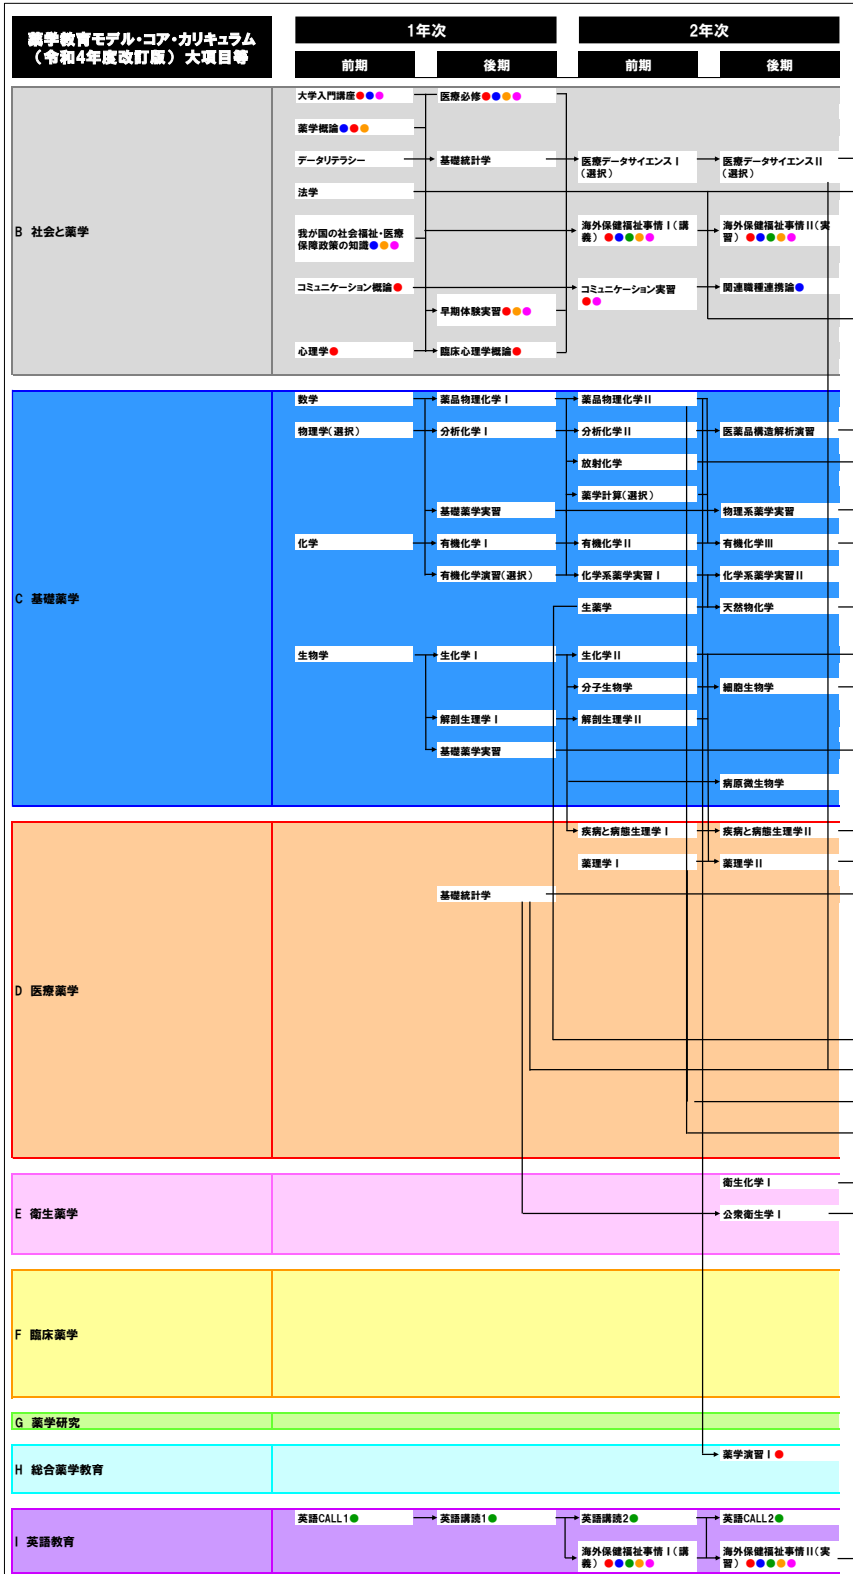 薬学教育モデル・コア・カリキュラム
（令和4年度改訂版）大項目等
1年次
2年次
前期
後期
前期
後期
B 社会と薬学
大学入門講座●●●
医療必修●●●●
薬学概論●●●
データリテラシー
基礎統計学
医療データサイエンスⅠ
（選択）
医療データサイエンスⅡ
（選択）
法学
我が国の社会福祉・医療
保障政策の知識●●●
海外保健福祉事情Ⅰ（講
義）●●●●●
海外保健福祉事情Ⅱ（実
習）●●●●●
コミュニケーション概論●
コミュニケーション実習
●●
関連職種連携論●
早期体験実習●●●
心理学●
臨床心理学概論●
C 基礎薬学
数学
薬品物理化学Ⅰ
薬品物理化学Ⅱ
物理学（選択）
分析化学Ⅰ
分析化学Ⅱ
医薬品構造解析演習
放射化学
薬学計算（選択）
基礎薬学実習
物理系薬学実習
化学
有機化学Ⅰ
有機化学Ⅱ
有機化学Ⅲ
有機化学演習（選択）
化学系薬学実習Ⅰ
化学系薬学実習Ⅱ
生薬学
天然物化学
生物学
生化学Ⅰ
生化学Ⅱ
分子生物学
細胞生物学
解剖生理学Ⅰ
解剖生理学Ⅱ
基礎薬学実習
病原微生物学
D 医療薬学
疾病と病態生理学Ⅰ
疾病と病態生理学Ⅱ
薬理学Ⅰ
薬理学Ⅱ
基礎統計学
E 衛生薬学
衛生化学Ⅰ
公衆衛生学Ⅰ
F 臨床薬学
G 薬学研究
H 総合薬学教育
薬学演習Ⅰ●
I 英語教育
英語CALL1●
英語講読1●
英語講読2●
英語CALL2●
海外保健福祉事情Ⅰ（講
義）●●●●●
海外保健福祉事情Ⅱ（実
習）●●●●●